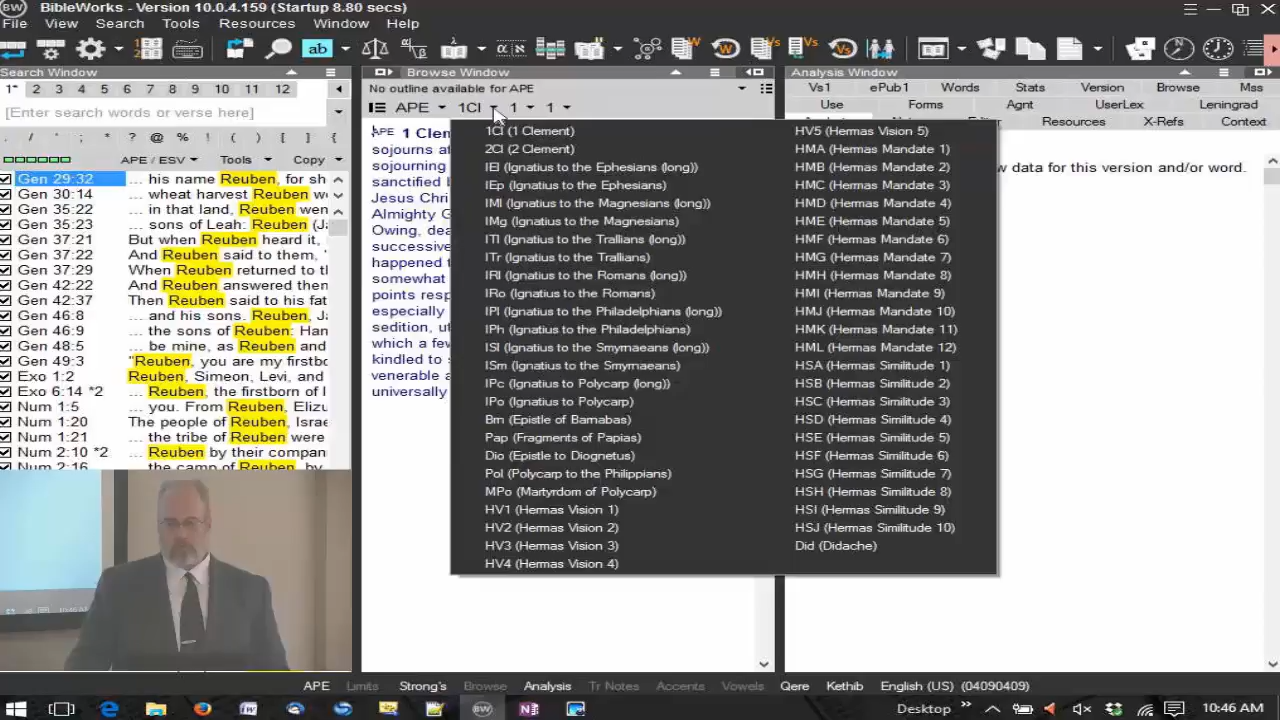 BibleWorks - Version 10.0.4.159 (Startup 8.80 secs)
File View Search Tools Resources Window Help
Search Window
1* 2 3 4 5 6 7 8 9 10 11 12
[Enter search words or verse here]
. / ' ; * ? @ % ! ( ) [ ] {
APE / ESV Tools Copy
Gen 29:32 ... his name Reuben, for sh
Gen 30:14 ... wheat harvest Reuben we
Gen 35:22 ... in that land, Reuben wen
Gen 35:23 ... sons of Leah: Reuben (Ja
Gen 37:21 But when Reuben heard it,
Gen 37:22 And Reuben said to them, "
Gen 37:29 When Reuben returned to th
Gen 42:22 And Reuben answered them
Gen 42:37 Then Reuben said to his fat
Gen 46:8 ... and his sons. Reuben, Ja
Gen 46:9 ... the sons of Reuben: Han
Gen 48:5 ... be mine, as Reuben and
Gen 49:3 "Reuben, you are my firstbo
Exo 1:2 Reuben, Simeon, Levi, and
Exo 6:14 *2 ... Reuben, the firstborn of I
Num 1:5 ... you. From Reuben, Elizu
Num 1:20 The people of Reuben, Israe
Num 1:21 ... the tribe of Reuben were
Num 2:10 *2 ... Reuben by their compani
Num 2:16 ... the camp of Reuben, by
Browse Window
No outline available for APE
APE 1Cl 1 1
APE 1 Clem
sojourns at
sojourning
sanctified b
Jesus Chri
Almighty G
Owing, dea
successive
happened t
somewhat
points resp
especially
sedition, ut
which a few
kindled to s
venerable a
universally
1Cl (1 Clement)
2Cl (2 Clement)
IEl (Ignatius to the Ephesians (long))
IEp (Ignatius to the Ephesians)
IMl (Ignatius to the Magnesians (long))
IMg (Ignatius to the Magnesians)
ITl (Ignatius to the Trallians (long))
ITr (Ignatius to the Trallians)
IRl (Ignatius to the Romans (long))
IRo (Ignatius to the Romans)
IPl (Ignatius to the Philadelphians (long))
IPh (Ignatius to the Philadelphians)
ISl (Ignatius to the Smyrnaeans (long))
ISm (Ignatius to the Smyrnaeans)
IPc (Ignatius to Polycarp (long))
IPo (Ignatius to Polycarp)
Brn (Epistle of Barnabas)
Pap (Fragments of Papias)
Dio (Epistle to Diognetus)
Pol (Polycarp to the Philippians)
MPo (Martyrdom of Polycarp)
HV1 (Hermas Vision 1)
HV2 (Hermas Vision 2)
HV3 (Hermas Vision 3)
HV4 (Hermas Vision 4)
HV5 (Hermas Vision 5)
HMA (Hermas Mandate 1)
HMB (Hermas Mandate 2)
HMC (Hermas Mandate 3)
HMD (Hermas Mandate 4)
HME (Hermas Mandate 5)
HMF (Hermas Mandate 6)
HMG (Hermas Mandate 7)
HMH (Hermas Mandate 8)
HMI (Hermas Mandate 9)
HMJ (Hermas Mandate 10)
HMK (Hermas Mandate 11)
HML (Hermas Mandate 12)
HSA (Hermas Similitude 1)
HSB (Hermas Similitude 2)
HSC (Hermas Similitude 3)
HSD (Hermas Similitude 4)
HSE (Hermas Similitude 5)
HSF (Hermas Similitude 6)
HSG (Hermas Similitude 7)
HSH (Hermas Similitude 8)
HSI (Hermas Similitude 9)
HSJ (Hermas Similitude 10)
Did (Didache)
Analysis Window
Vs1 ePub1 Words Stats Version Browse Mss
Use Forms Agnt UserLex Leningrad
Resources X-Refs Context
w data for this version and/or word.
APE Limits Strong's Browse Analysis Tr Notes Accents Vowels Qere Kethib English (US) (04090409)
Desktop 10:46 AM